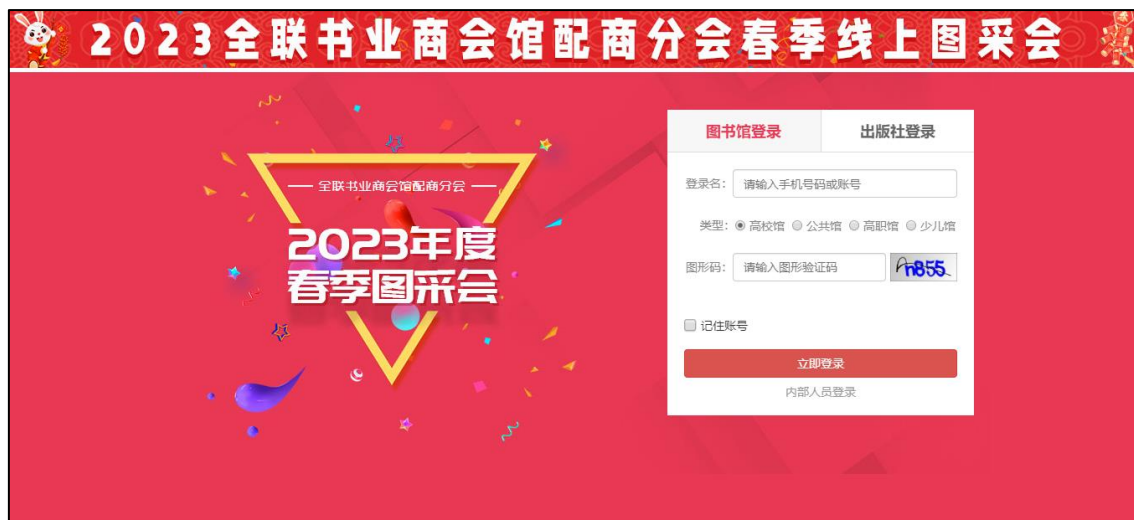 2023全联书业商会馆配商分会春季线上图采会
全联书业商会馆配商分会
2023年度
春季图采会
图书馆登录 出版社登录
登录名: 请输入手机号码或账号
类型: 高校馆 公共馆 高职馆 少儿馆
图形码: 请输入图形验证码 n855
记住账号
立即登录
内部人员登录